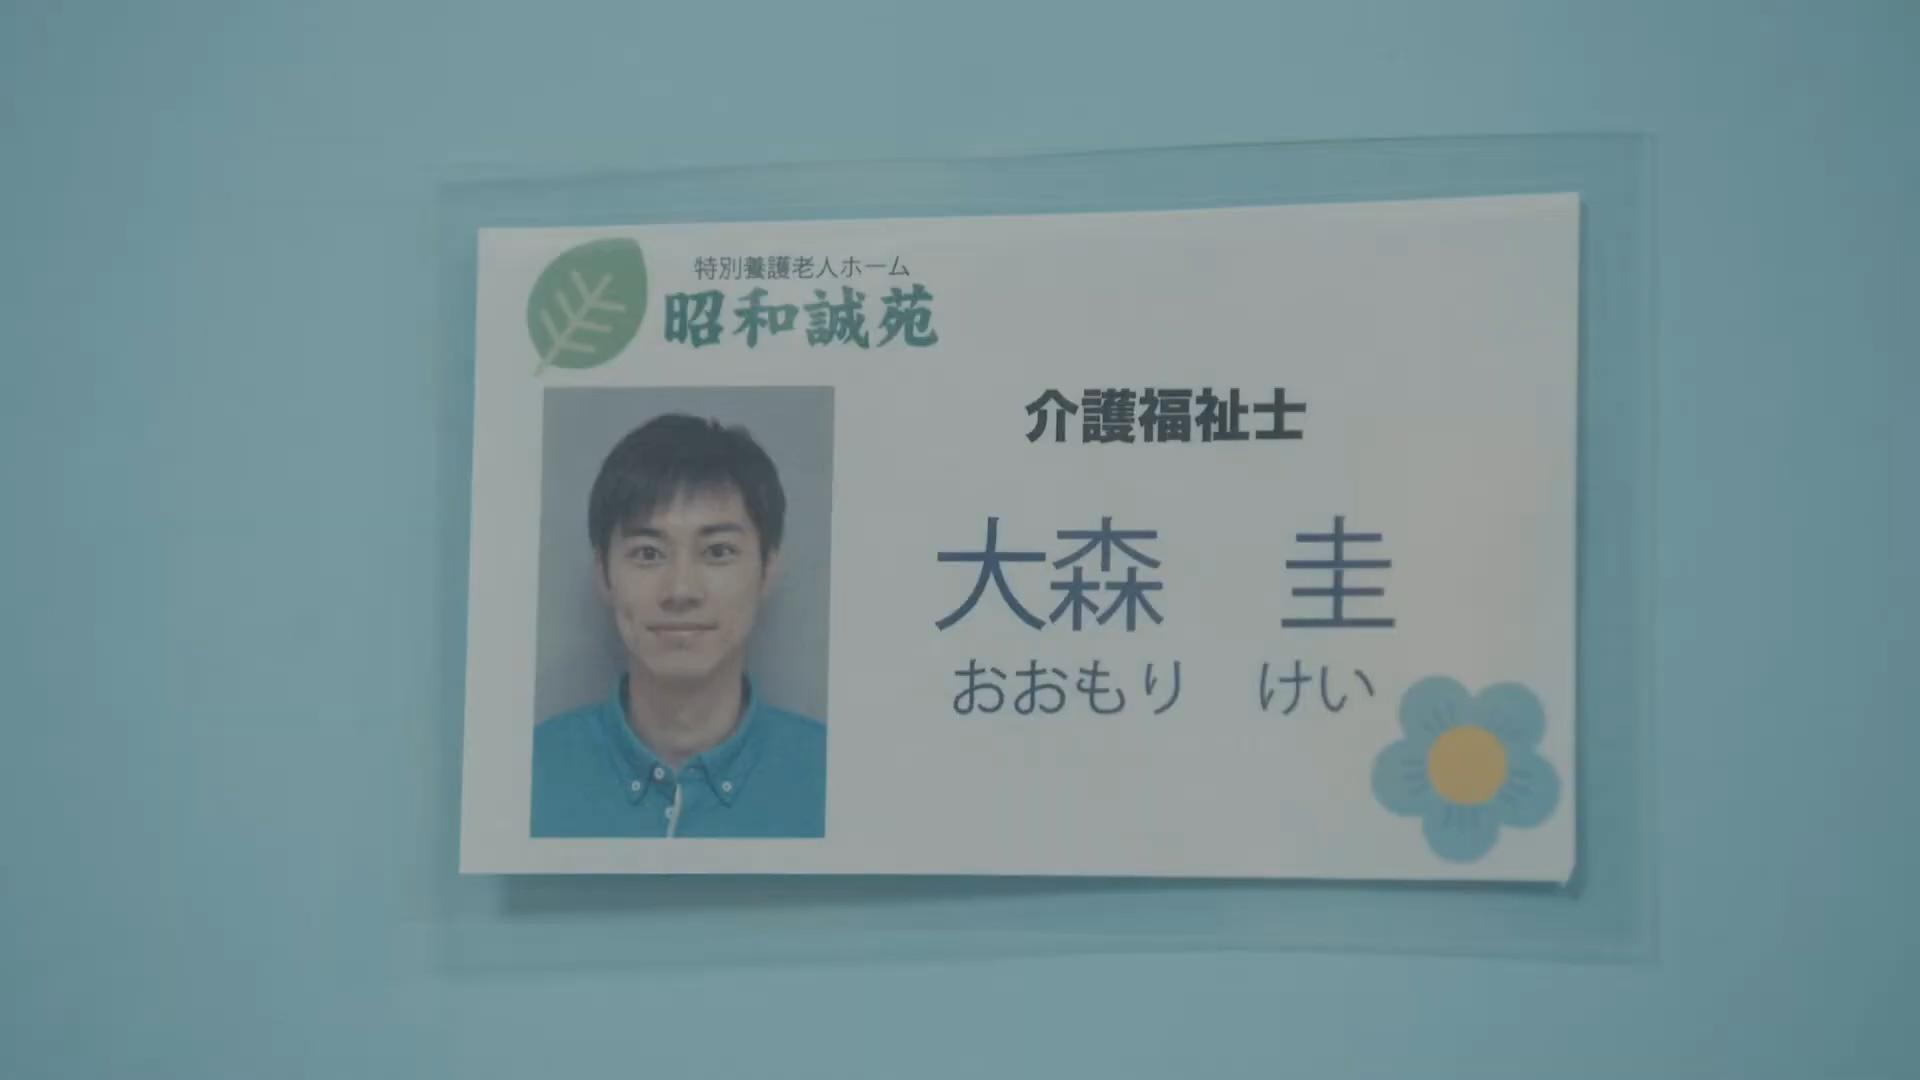 特別養護老人ホーム
昭和誠苑
介護福祉士
大森　圭
おおもり　けい